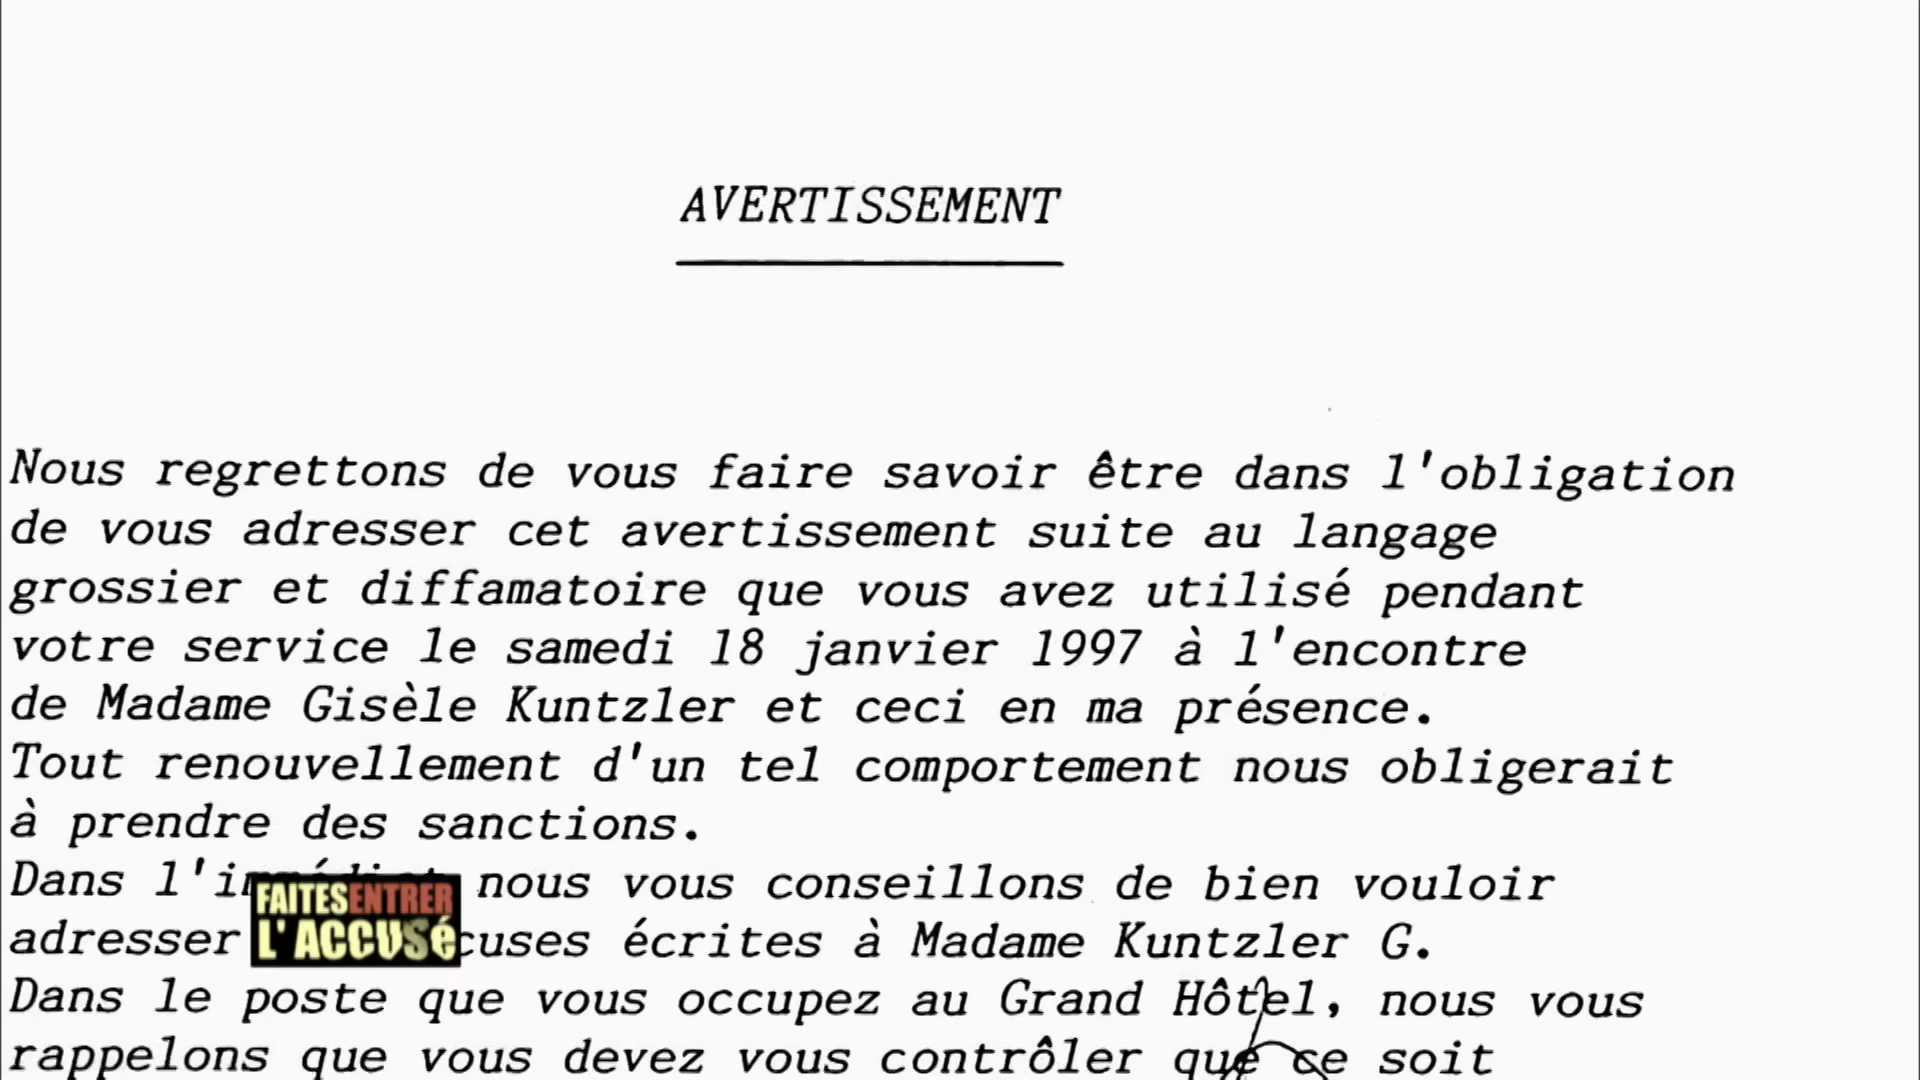 AVERTISSEMENT
Nous regrettons de vous faire savoir être dans l'obligation
de vous adresser cet avertissement suite au langage
grossier et diffamatoire que vous avez utilisé pendant
votre service le samedi 18 janvier 1997 à l'encontre
de Madame Gisèle Kuntzler et ceci en ma présence.
Tout renouvellement d'un tel comportement nous obligerait
à prendre des sanctions.
Dans nous vous conseillons de bien vouloir
adresser écrites à Madame Kuntzler G.
Dans le poste que vous occupez au Grand Hôtel, nous vous
rappelons que vous devez vous contrôler que ce soit
FAITES ENTRER
L'ACCUSé